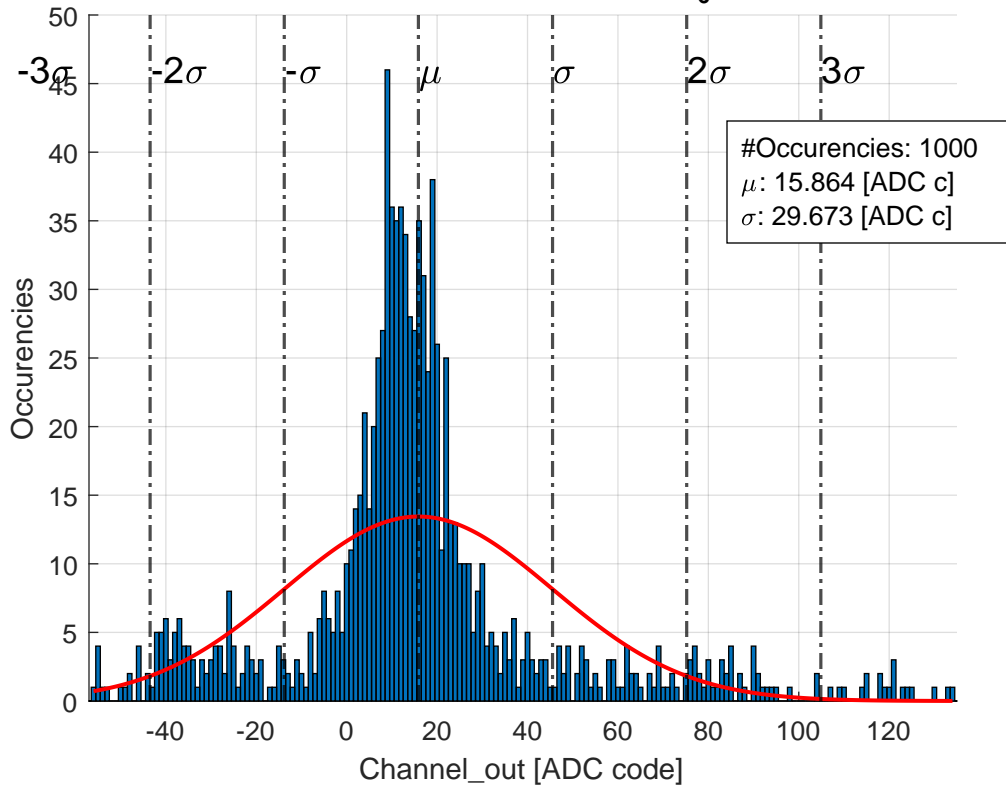 50
45
40
35
30
25
20
15
10
5
0
-3σ -2σ -σ μ σ 2σ 3σ
#Occurencies: 1000
μ: 15.864 [ADC c]
σ: 29.673 [ADC c]
Occurencies
-40 -20 0 20 40 60 80 100 120
Channel_out [ADC code]